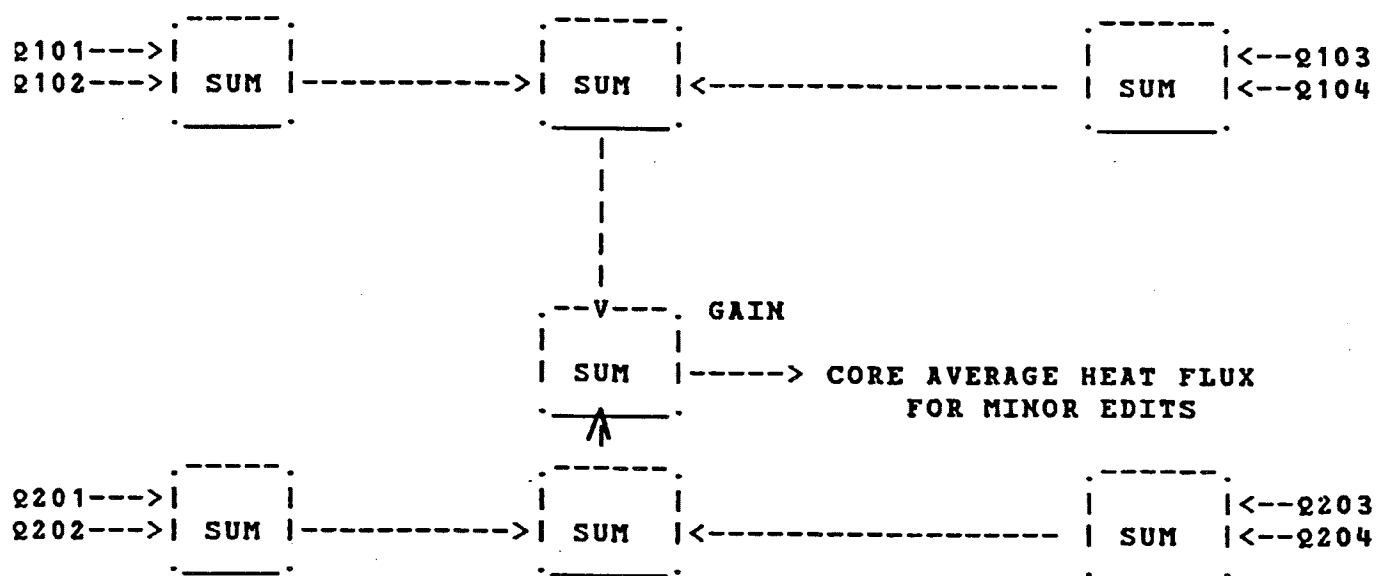 Q101--->| | | | | |<--Q103
Q102--->| SUM |------------>| SUM |<------------------ | SUM |<--Q104
GAIN
| SUM |-----> CORE AVERAGE HEAT FLUX
FOR MINOR EDITS
Q201--->| | | | | |<--Q203
Q202--->| SUM |------------>| SUM |<------------------ | SUM |<--Q204